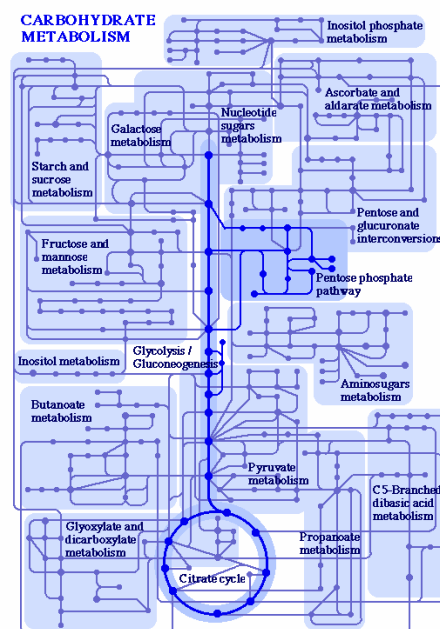 CARBOHYDRATE
METABOLISM
Inositol phosphate
metabolism
Ascorbate and
aldarate metabolism
Nucleotide
sugars
metabolism
Galactose
metabolism
Starch and
sucrose metabolism
Pentose and
glucuronate
interconversions
Fructose and
mannose
metabolism
Pentose phosphate
pathway
Glycolysis /
Gluconeogenesis
Inositol metabolism
Aminosugars
metabolism
Butanoate
metabolism
Pyruvate
metabolism
C5-Branched
dibasic acid
metabolism
Glyoxylate and
dicarboxylate
metabolism
Propanoate
metabolism
Citrate cycle